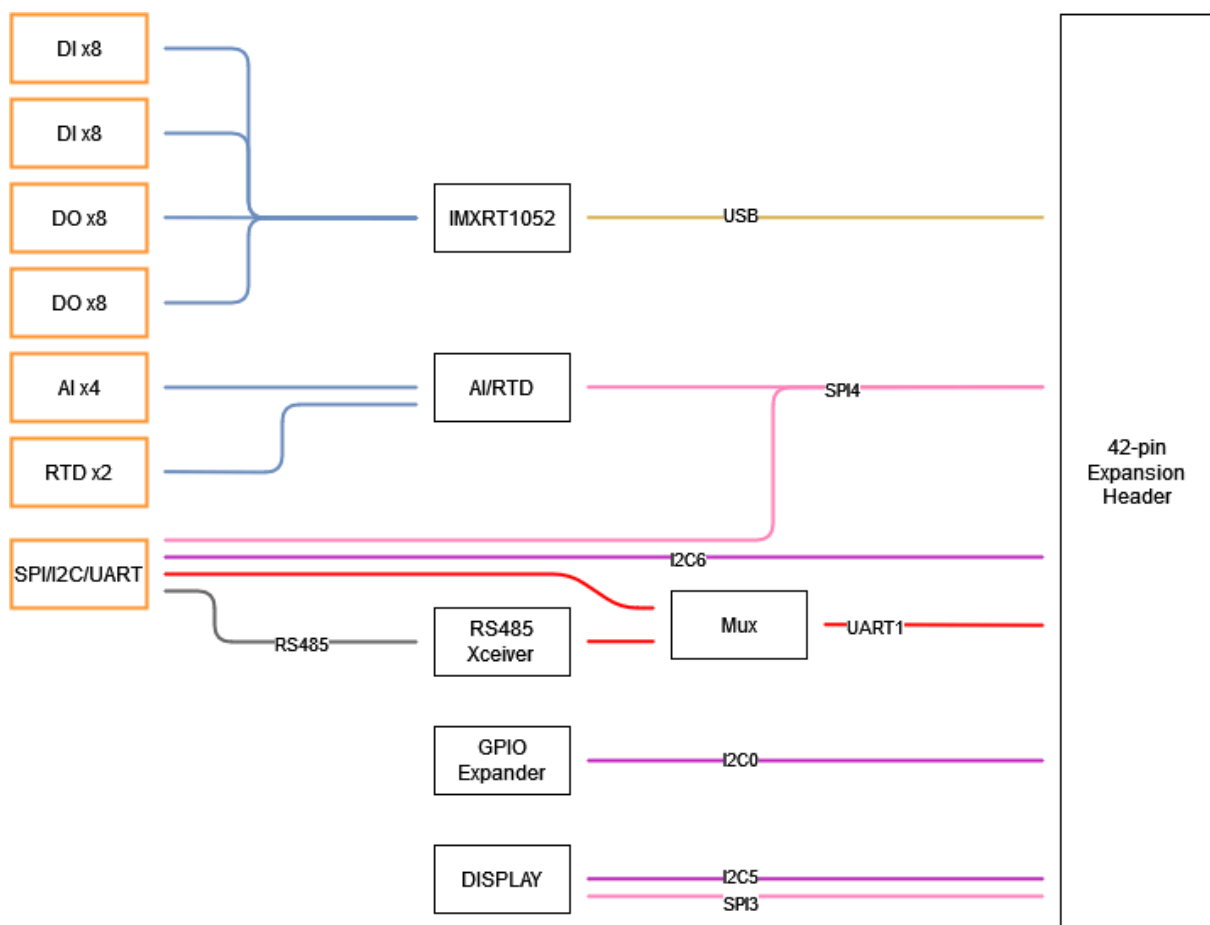 DI x8
DI x8
DO x8
IMXRT1052
USB
DO x8
AI x4
AI/RTD
SPI4
RTD x2
42-pin
Expansion
Header
SPI/I2C/UART
I2C6
RS485
RS485
Xceiver
Mux
UART1
GPIO
Expander
I2C0
DISPLAY
I2C5
SPI3